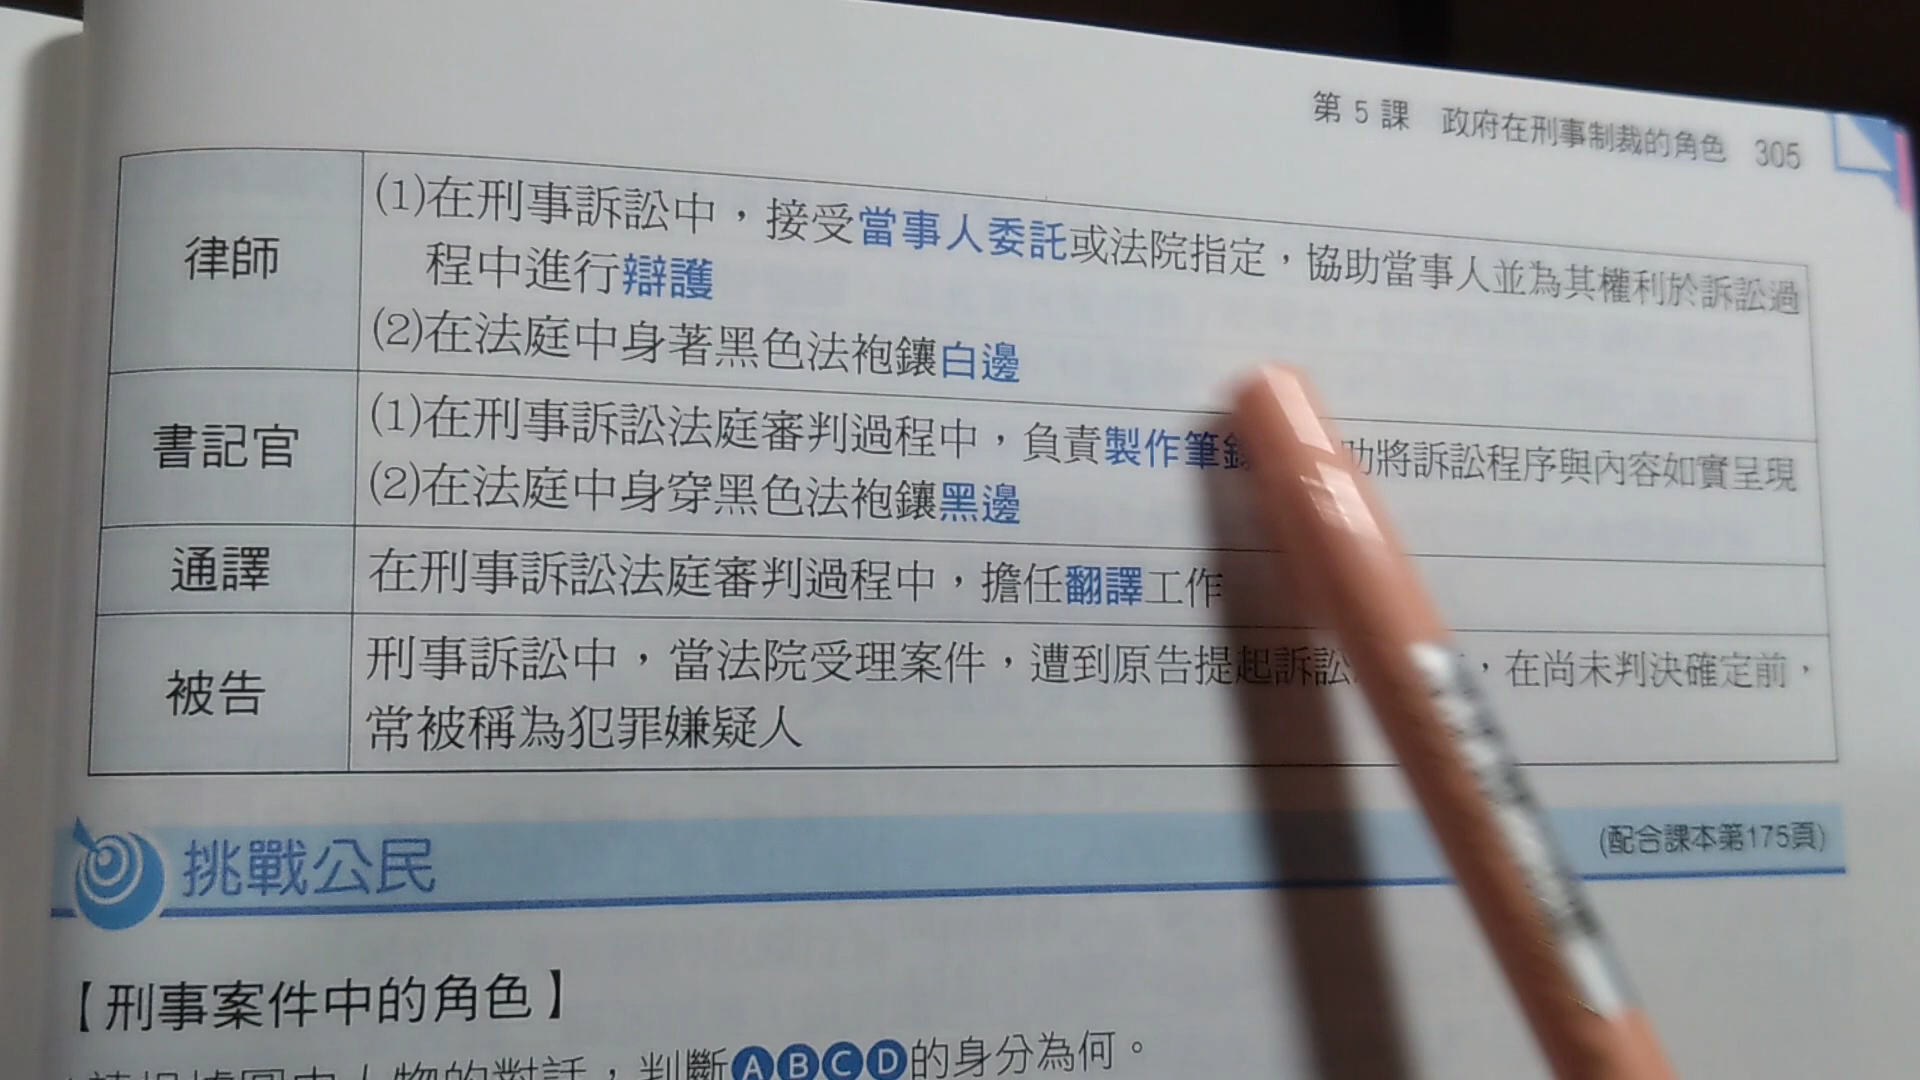 第 5 課 政府在刑事制裁的角色 305
律師
(1)在刑事訴訟中，接受當事人委託或法院指定，協助當事人並為其權利於訴訟過
程中進行辯護
(2)在法庭中身著黑色法袍鑲白邊
書記官
(1)在刑事訴訟法庭審判過程中，負責製作筆 助將訴訟程序與內容如實呈現
(2)在法庭中身穿黑色法袍鑲黑邊
通譯
在刑事訴訟法庭審判過程中，擔任翻譯工作
被告
刑事訴訟中，當法院受理案件，遭到原告提起訴訟 ，在尚未判決確定前，
常被稱為犯罪嫌疑人
挑戰公民
(配合課本第175頁)
【刑事案件中的角色】
中人物的對話，判斷ABCD的身分為何。